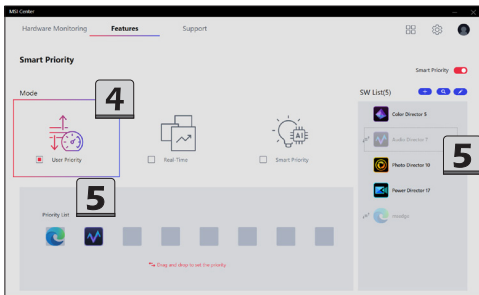 MSI Center
Hardware Monitoring
Features
Support
Smart Priority
Smart Priority
Mode
4
SW List(5)
User Priority
Real-Time
AI
Smart Priority
Color Director 5
Audio Director 7
5
Photo Director 10
Power Director 17
msedge
5
Priority List
Drag and drop to set the priority